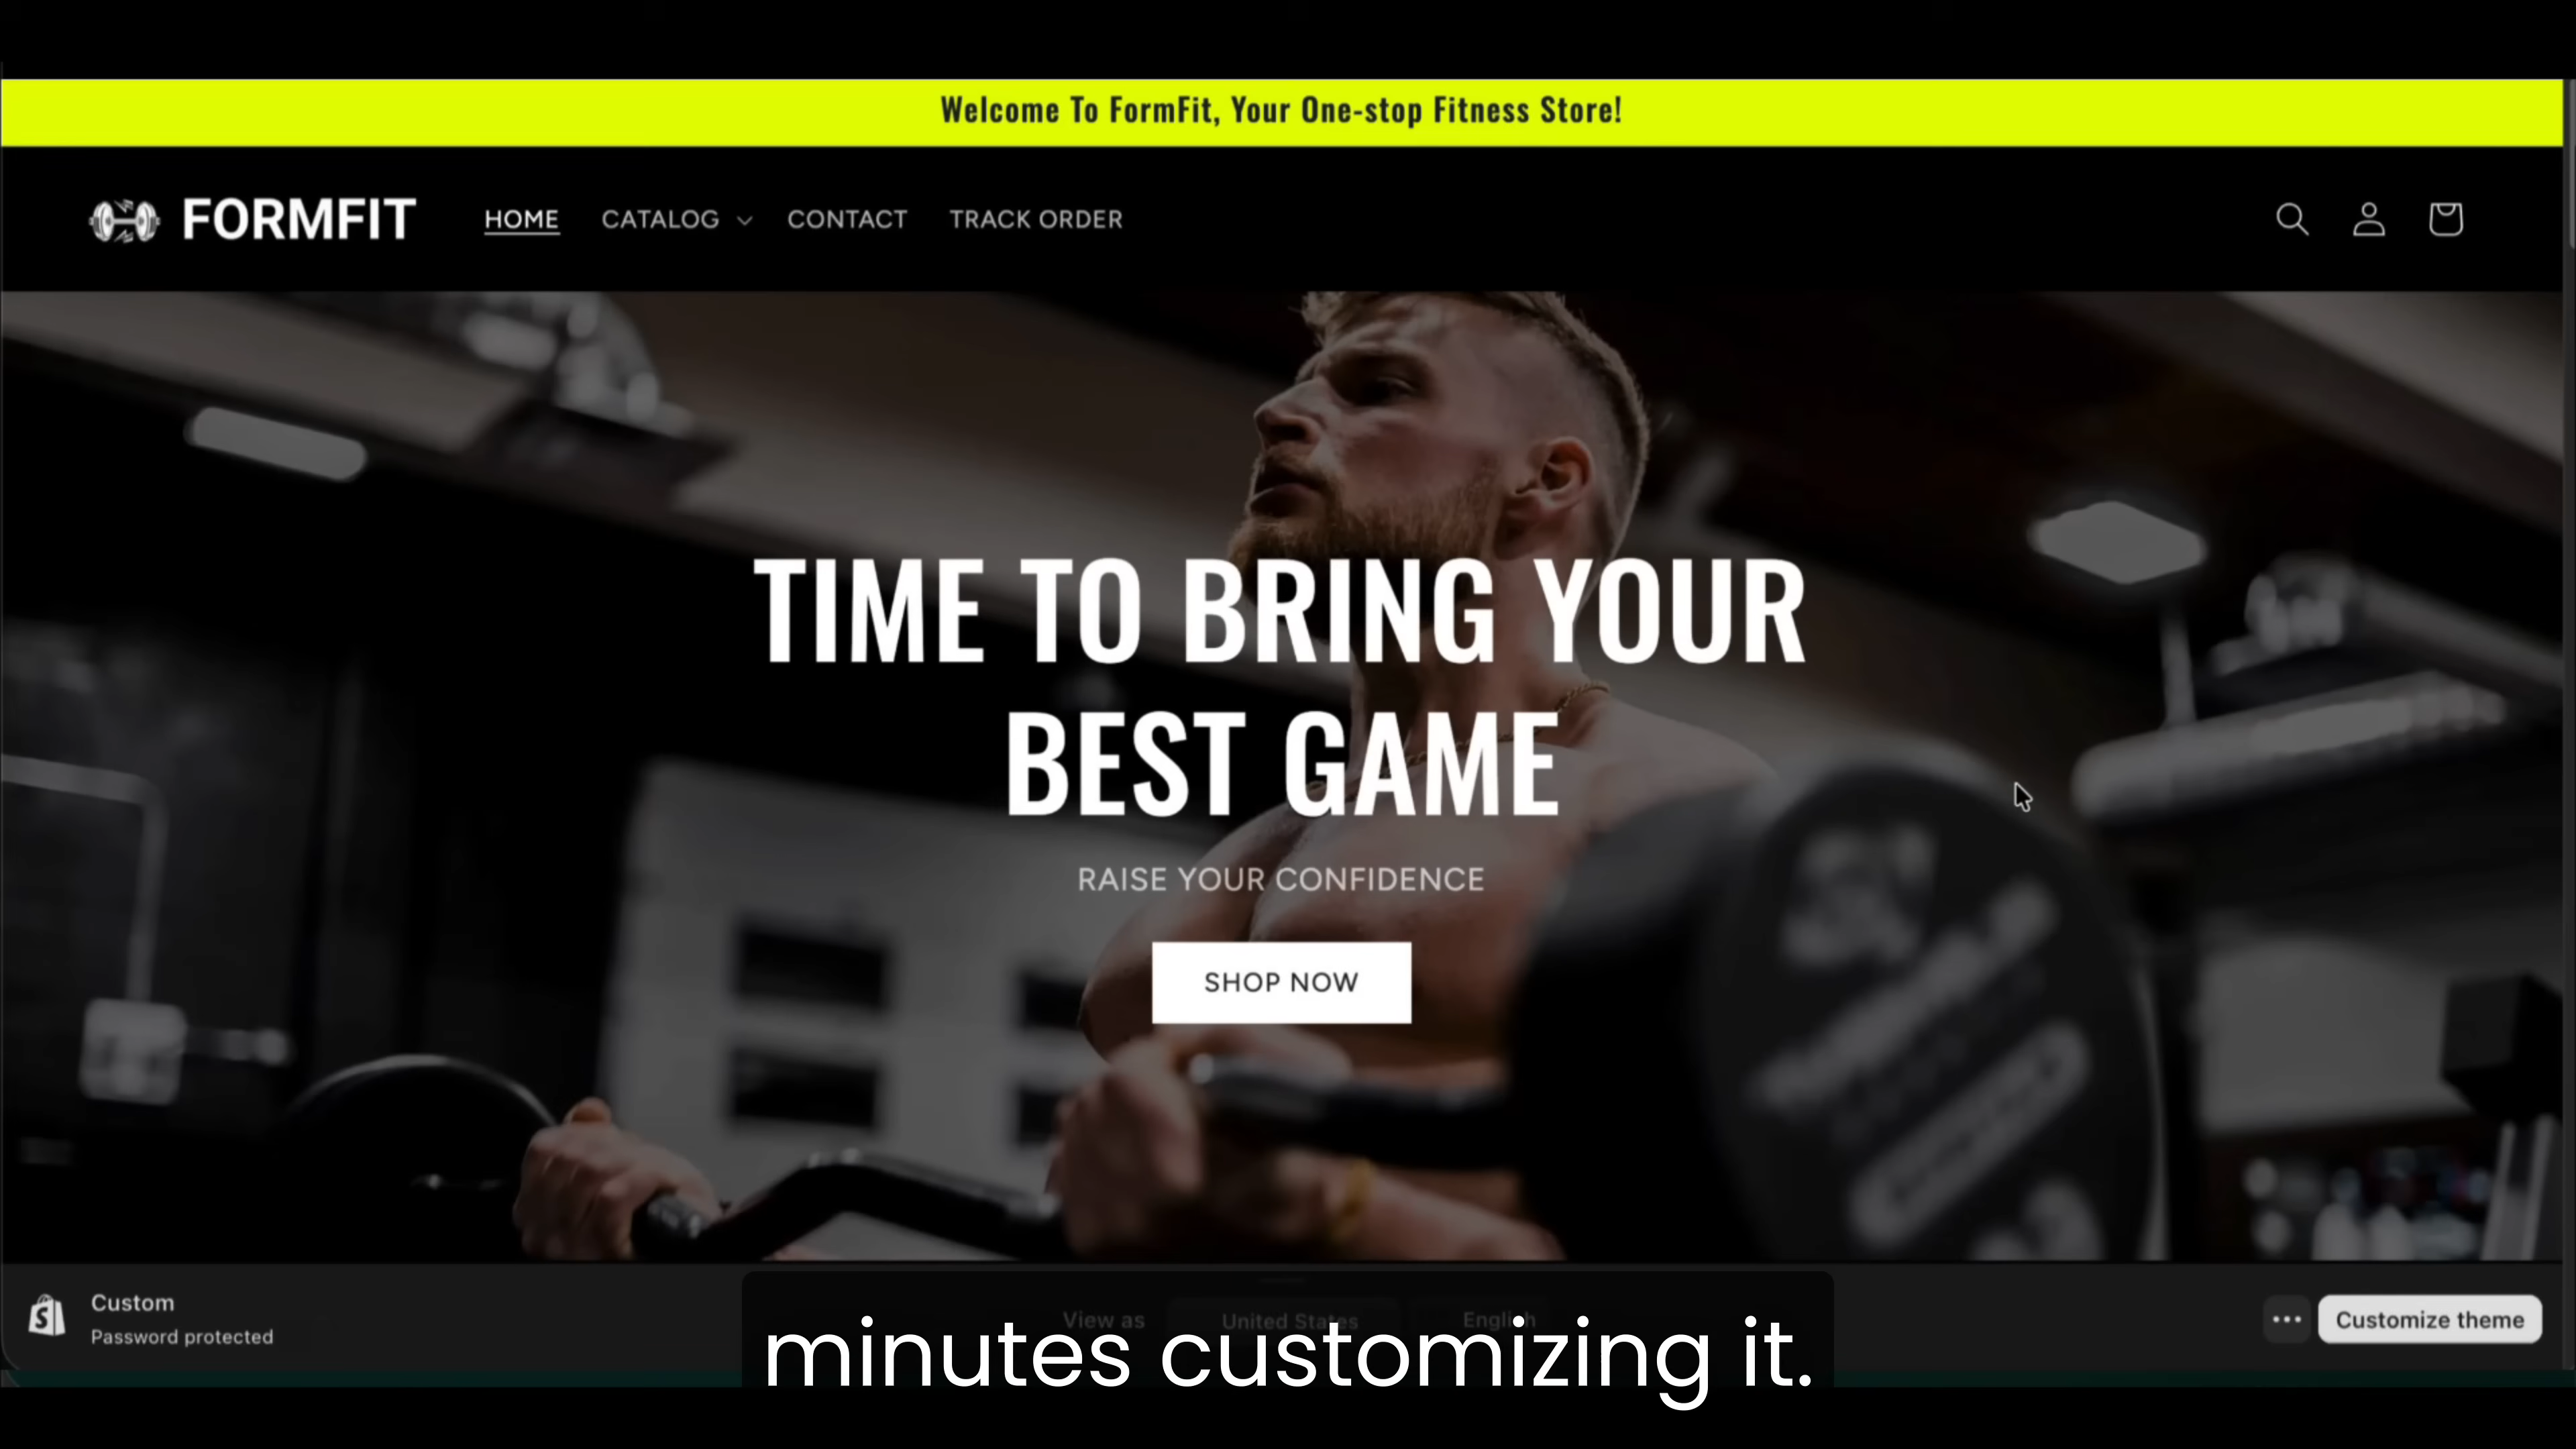 Welcome To FormFit, Your One-stop Fitness Store!
FORMFIT
HOME
CATALOG
CONTACT
TRACK ORDER
TIME TO BRING YOUR
BEST GAME
RAISE YOUR CONFIDENCE
SHOP NOW
Custom
Password protected
View as
United States
English
Customize theme
minutes customizing it.